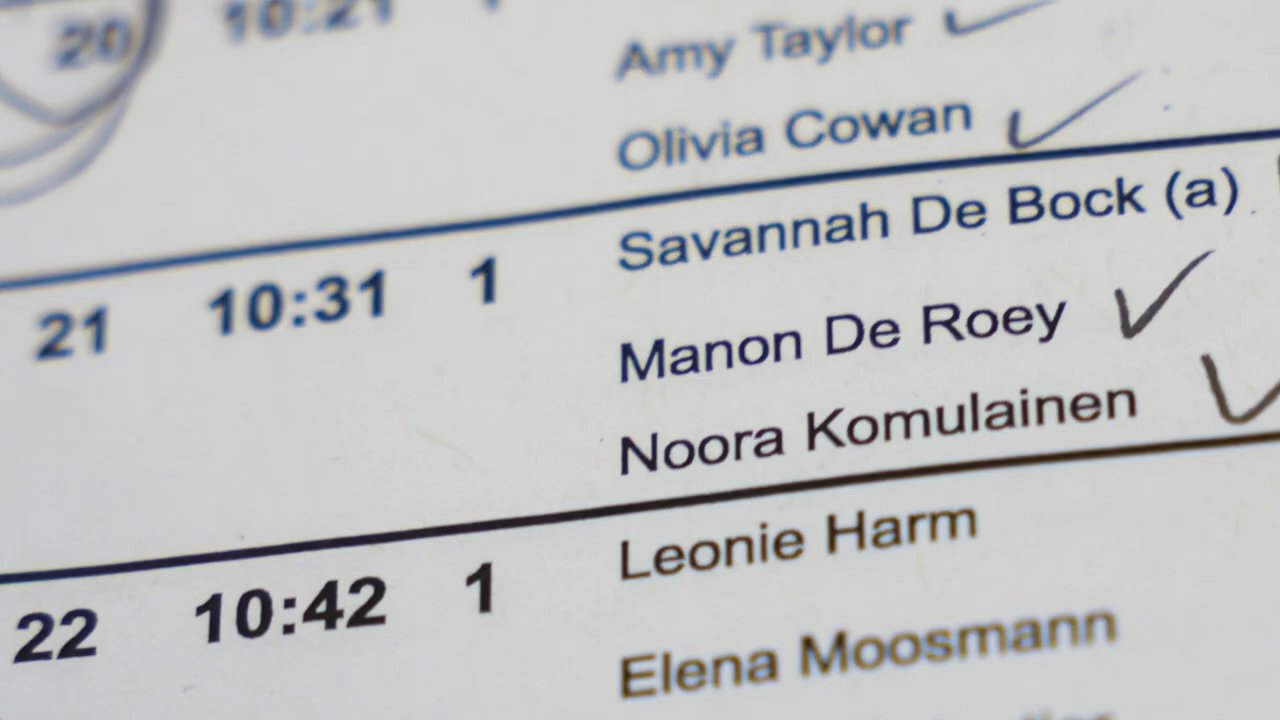 20 10:21 Amy Taylor
Olivia Cowan
21 10:31 1 Savannah De Bock (a)
Manon De Roey
Noora Komulainen
22 10:42 1 Leonie Harm
Elena Moosmann